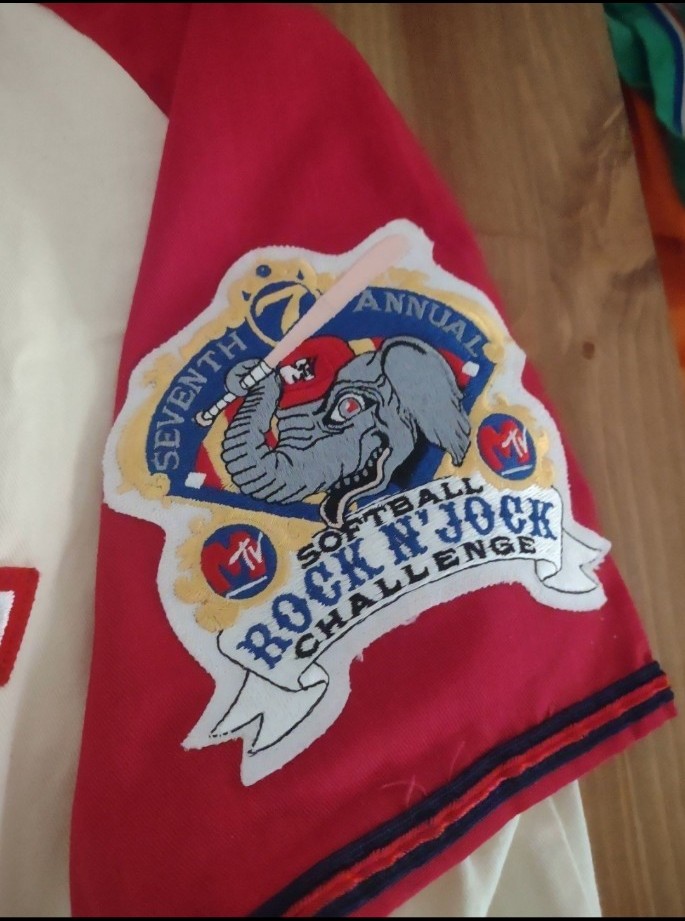 SEVENTH 7 ANNUAL
M
MTV
MTV
SOFTBALL
ROCK N' JOCK
CHALLENGE